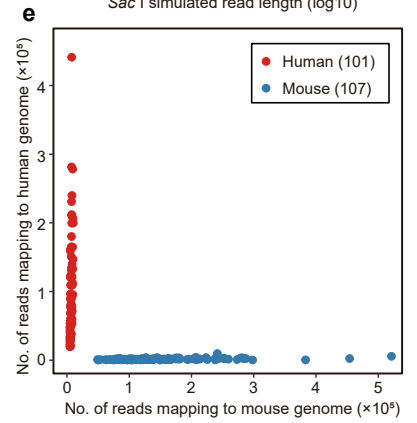 Sac I simulated read length (log10)
e
No. of reads mapping to human genome (×10⁵)
4
3
2
1
0
Human (101)
Mouse (107)
0 1 2 3 4 5
No. of reads mapping to mouse genome (×10⁵)